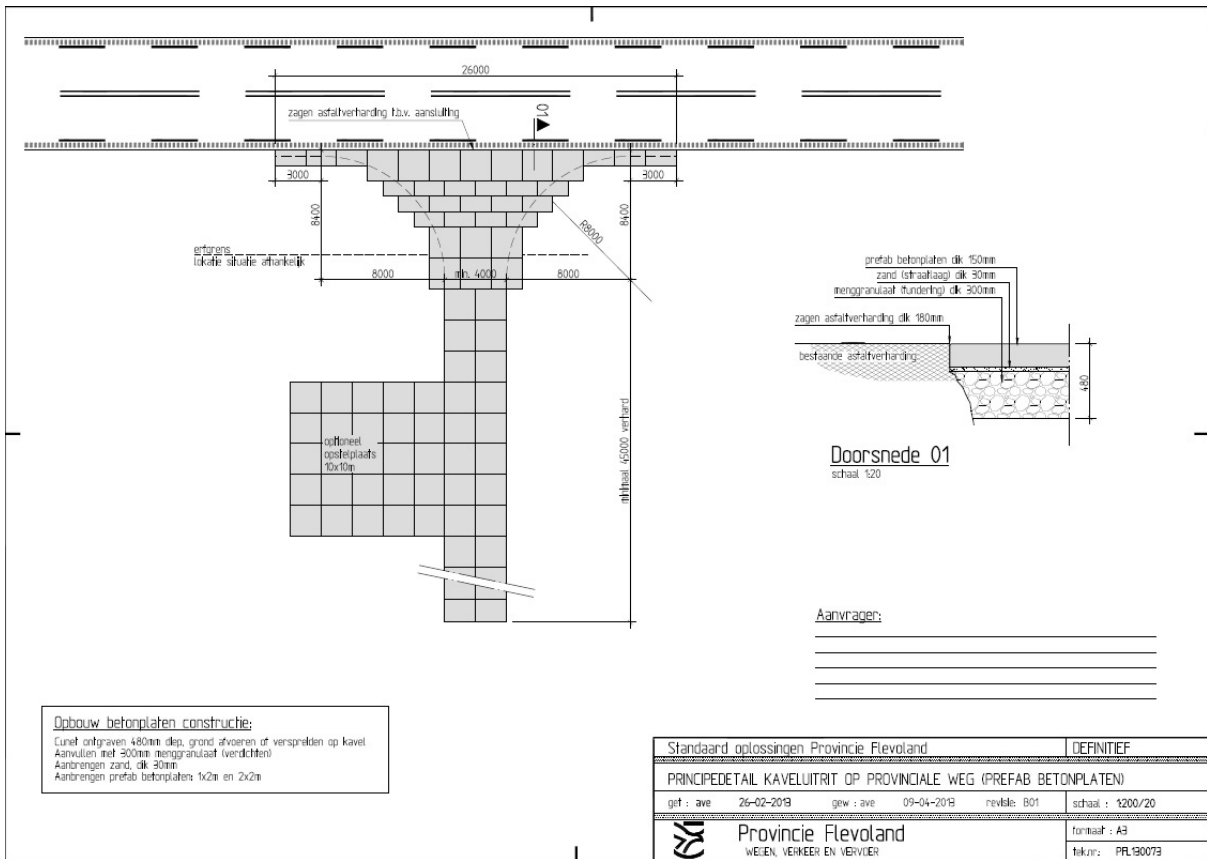 26000
zagen asfaltverharding t.b.v. aansluiting
01
3000
3000
8400
8400
R8000
erfgrens
lokatie situatie afhankelijk
8000
min. 4000
8000
prefab betonplaten dik 150mm
zand (straatlaag) dik 30mm
menggranulaat (fundering) dik 300mm
zagen asfaltverharding dik 180mm
bestaande asfaltverharding
480
Doorsnede 01
schaal 1:20
optioneel
opstelplaats
10x10m
minimaal 45000 verhard
Aanvrager:
Opbouw betonplaten constructie:
Cunet ontgraven 480mm diep, grond afvoeren of verspreiden op kavel
Aanvullen met 300mm menggranulaat (verdichten)
Aanbrengen zand, dik 30mm
Aanbrengen prefab betonplaten: 1x2m en 2x2m
Standaard oplossingen Provincie Flevoland DEFINITIEF
PRINCIPEDETAIL KAVELUITRIT OP PROVINCIALE WEG (PREFAB BETONPLATEN)
get : ave 26-02-2013 gew : ave 09-04-2013 revisie: B01 schaal : 1:200/20
Provincie Flevoland formaat : A3
WEGEN, VERKEER EN VERVOER tek.nr: PFL130073